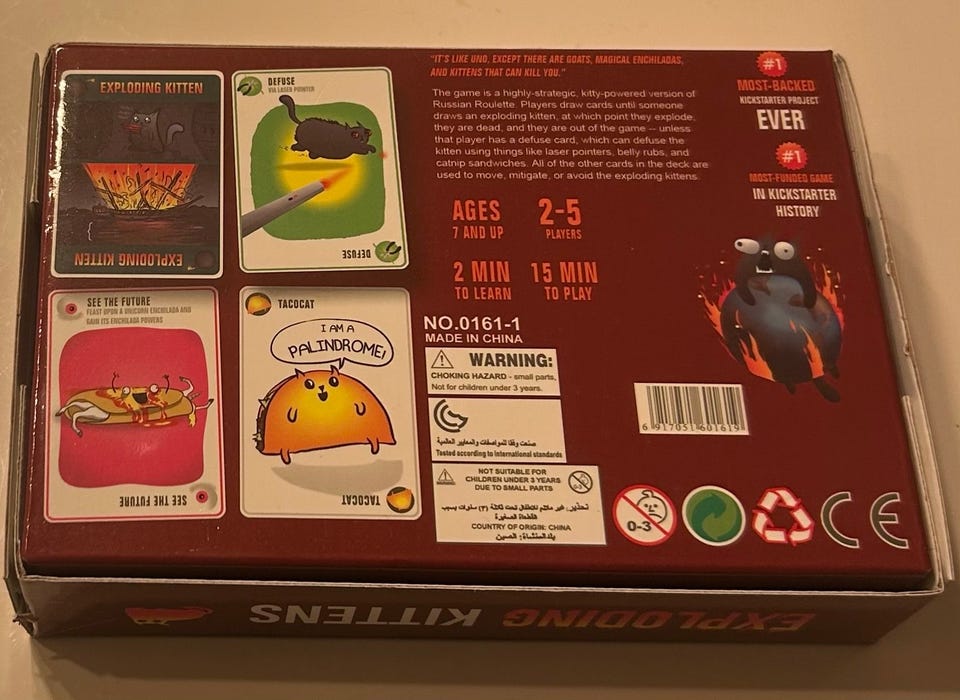 EXPLODING KITTEN
EXPLODING KITTEN
DEFUSE
VIA LASER POINTER
DEFUSE
SEE THE FUTURE
FEAST UPON A UNICORN ENCHILADA AND
GAIN ITS ENCHILADA POWERS
SEE THE FUTURE
TACOCAT
I AM A
PALINDROME!
TACOCAT
"IT'S LIKE UNO, EXCEPT THERE ARE GOATS, MAGICAL ENCHILADAS,
AND KITTENS THAT CAN KILL YOU."
The game is a highly-strategic, kitty-powered version of
Russian Roulette. Players draw cards until someone
draws an exploding kitten, at which point they explode,
they are dead, and they are out of the game -- unless
that player has a defuse card, which can defuse the
kitten using things like laser pointers, belly rubs, and
catnip sandwiches. All of the other cards in the deck are
used to move, mitigate, or avoid the exploding kittens.
AGES
7 AND UP
2-5
PLAYERS
2 MIN
TO LEARN
15 MIN
TO PLAY
#1
MOST-BACKED
KICKSTARTER PROJECT
EVER
#1
MOST-FUNDED GAME
IN KICKSTARTER
HISTORY
NO.0161-1
MADE IN CHINA
WARNING:
CHOKING HAZARD - small parts,
Not for children under 3 years.
صنعت وفقا للمواصفات والمعايير العالمية
Tested according to international standards
NOT SUITABLE FOR
CHILDREN UNDER 3 YEARS
DUE TO SMALL PARTS
0-3
COUNTRY OF ORIGIN: CHINA
بلد المنشأة: الصين
6 917051 601619
0-3
CE
EXPLODING KITTENS